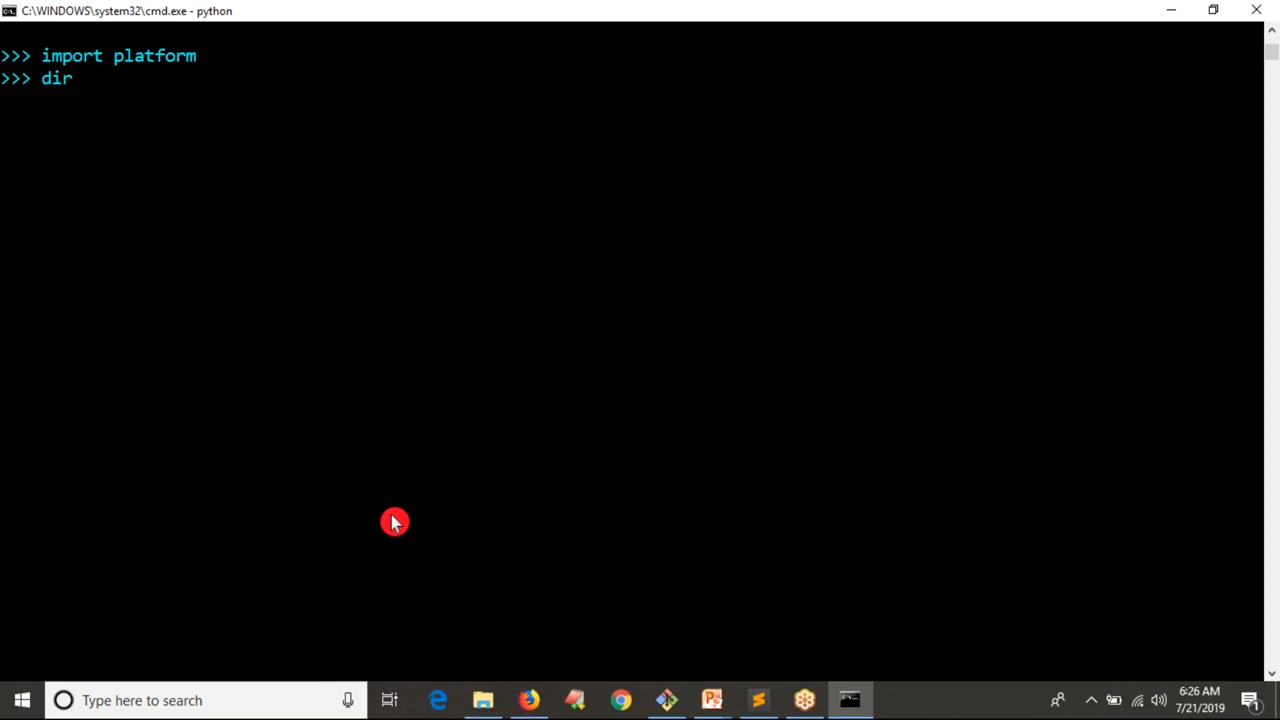 C:\WINDOWS\system32\cmd.exe - python
>>> import platform
>>> dir
Type here to search
6:26 AM
7/21/2019